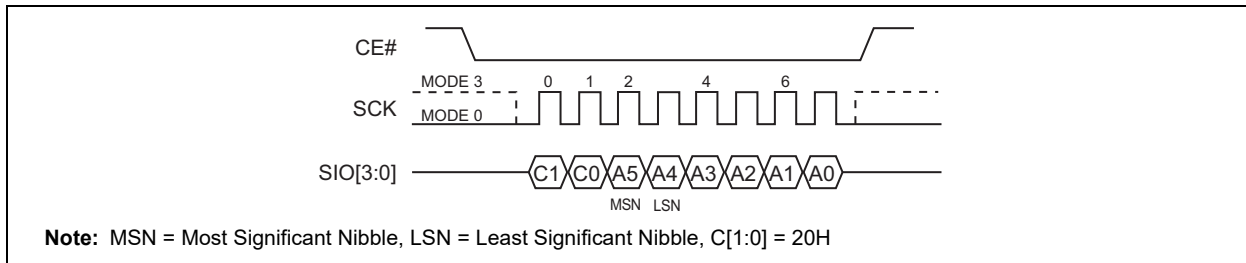 CE#
MODE 3
0 1 2 4 6
SCK
MODE 0
SIO[3:0]
C1 C0 A5 A4 A3 A2 A1 A0
MSN LSN
Note: MSN = Most Significant Nibble, LSN = Least Significant Nibble, C[1:0] = 20H